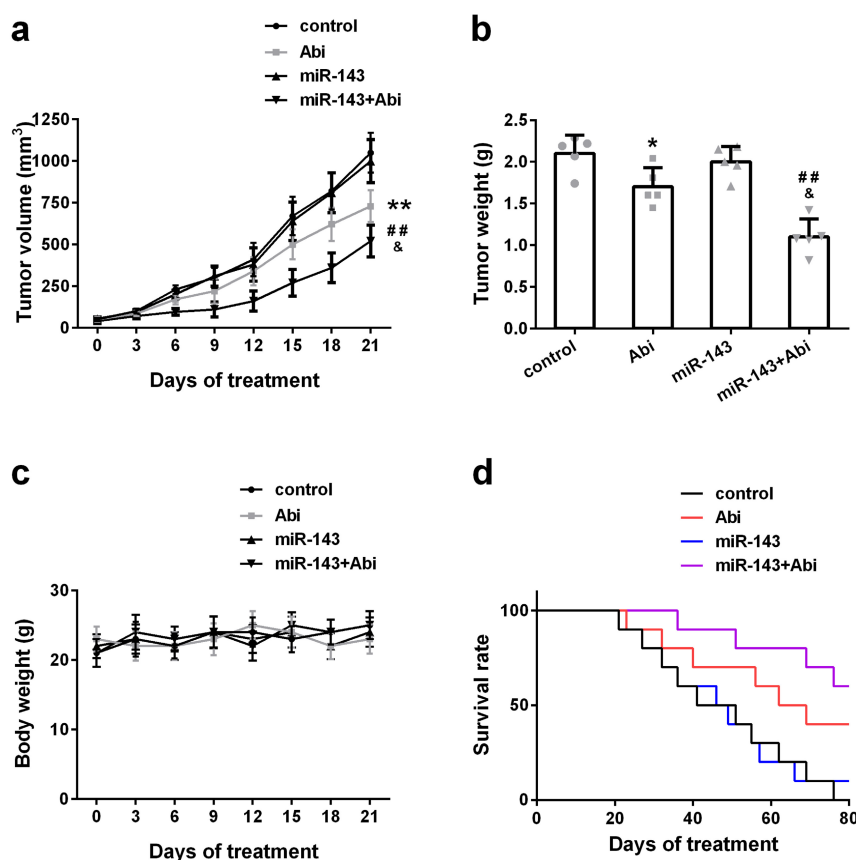 a
control
Abi
miR-143
miR-143+Abi
Tumor volume (mm³)
1250
1000
750
500
250
0
**
##
&
0 3 6 9 12 15 18 21
Days of treatment
b
Tumor weight (g)
2.5
2.0
1.5
1.0
0.5
0.0
*
##
&
control Abi miR-143 miR-143+Abi
c
control
Abi
miR-143
miR-143+Abi
Body weight (g)
30
20
10
0
0 3 6 9 12 15 18 21
Days of treatment
d
control
Abi
miR-143
miR-143+Abi
Survival rate
100
50
0
0 20 40 60 80
Days of treatment